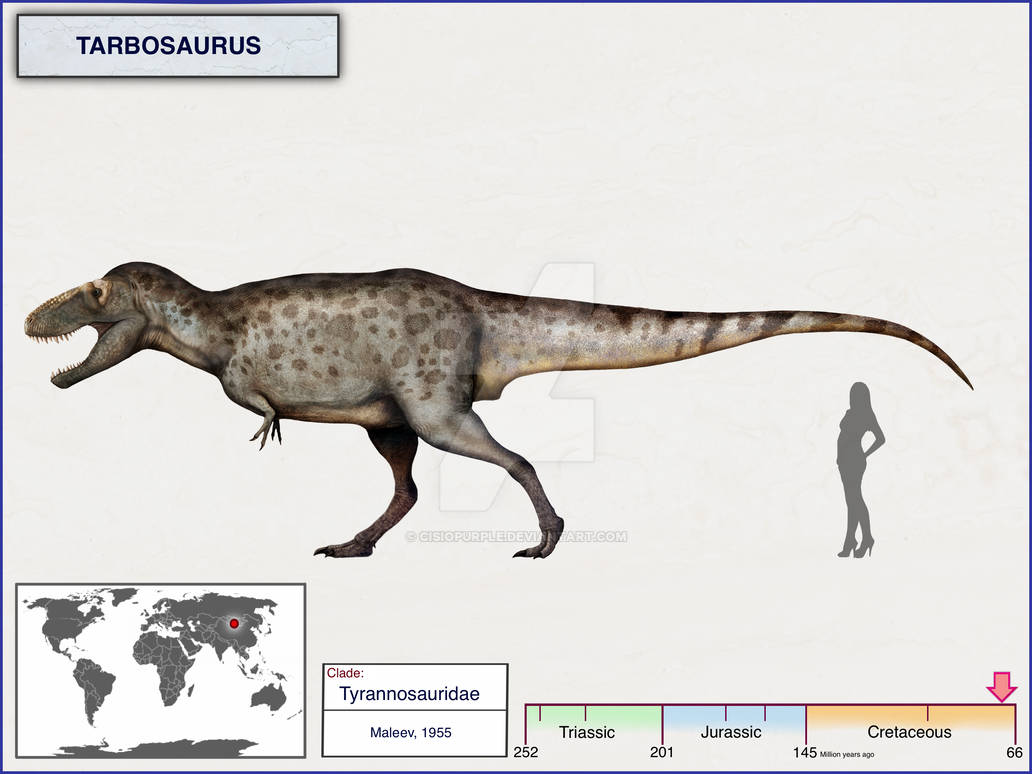 TARBOSAURUS
© CISIOPURPLE.DEVIANTART.COM
Clade:
Tyrannosauridae
Maleev, 1955
Triassic
Jurassic
Cretaceous
252
201
145 Million years ago
66